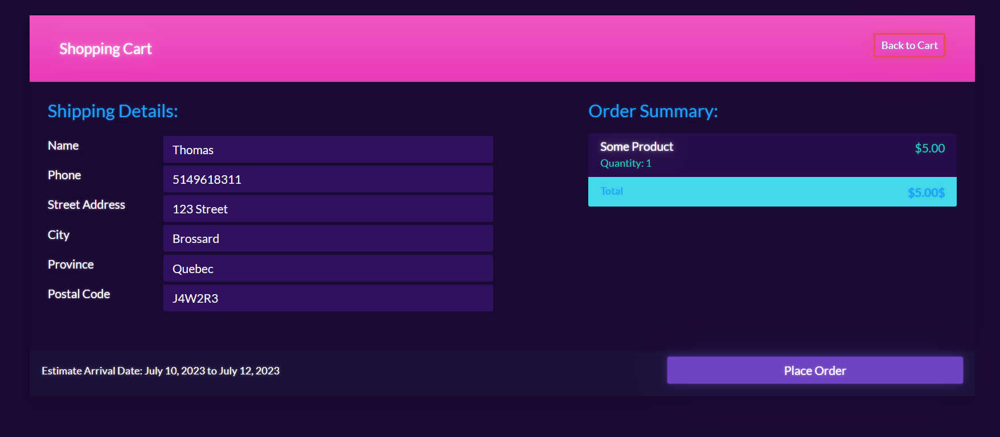 Shopping Cart
Back to Cart
Shipping Details:
Name
Thomas
Phone
5149618311
Street Address
123 Street
City
Brossard
Province
Quebec
Postal Code
J4W2R3
Order Summary:
Some Product
$5.00
Quantity: 1
Total
$5.00$
Estimate Arrival Date: July 10, 2023 to July 12, 2023
Place Order